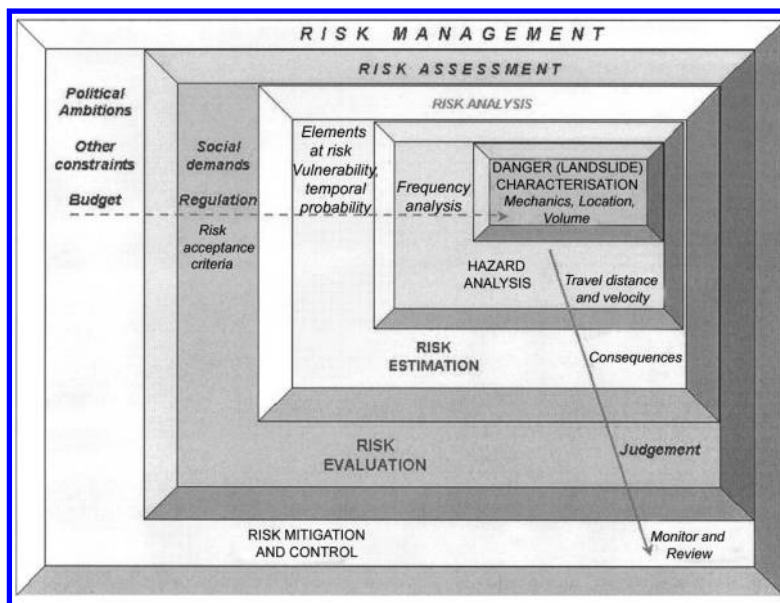 RISK MANAGEMENT
RISK ASSESSMENT
RISK ANALYSIS
Political
Ambitions
Other
constraints
Budget
Social
demands
Regulation
Risk
acceptance
criteria
Elements
at risk
Vulnerability,
temporal
probability
Frequency
analysis
DANGER (LANDSLIDE)
CHARACTERISATION
Mechanics, Location,
Volume
HAZARD
ANALYSIS
Travel distance
and velocity
RISK
ESTIMATION
Consequences
RISK
EVALUATION
Judgement
RISK MITIGATION
AND CONTROL
Monitor and
Review